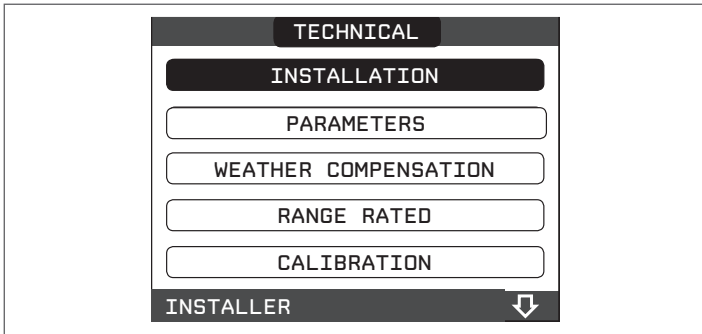 TECHNICAL
INSTALLATION
PARAMETERS
WEATHER COMPENSATION
RANGE RATED
CALIBRATION
INSTALLER